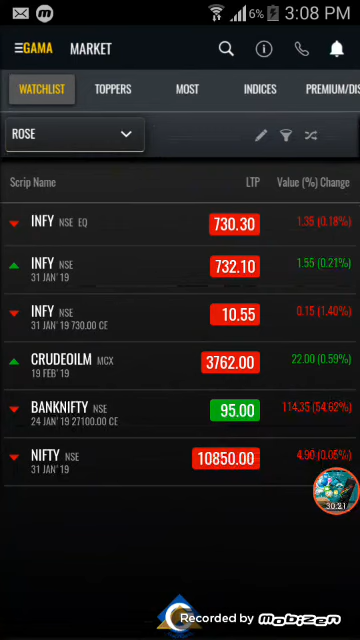 6% 3:08 PM
GAMA MARKET
WATCHLIST TOPPERS MOST INDICES PREMIUM/DIS
ROSE
Scrip Name LTP Value (%) Change
INFY NSE EQ 730.30 1.35 (0.18%)
INFY NSE 732.10 1.55 (0.21%)
31 JAN' 19
INFY NSE 10.55 0.15 (1.40%)
31 JAN' 19 730.00 CE
CRUDEOILM MCX 3762.00 22.00 (0.59%)
19 FEB' 19
BANKNIFTY NSE 95.00 114.35 (54.62%)
24 JAN' 19 27100.00 CE
NIFTY NSE 10850.00 4.90 (0.05%)
31 JAN' 19
30:21
Recorded by Mobizen